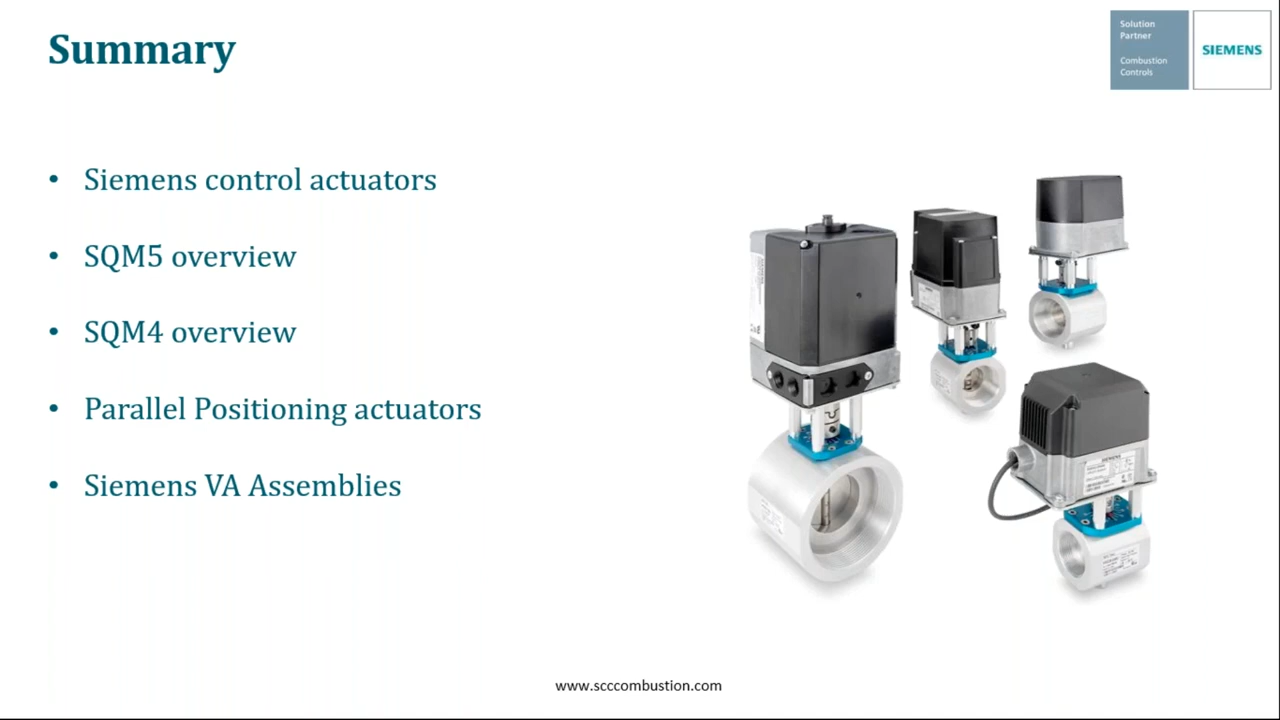 Summary
Solution
Partner
Combustion
Controls
SIEMENS
• Siemens control actuators
• SQM5 overview
• SQM4 overview
• Parallel Positioning actuators
• Siemens VA Assemblies
www.scccombustion.com